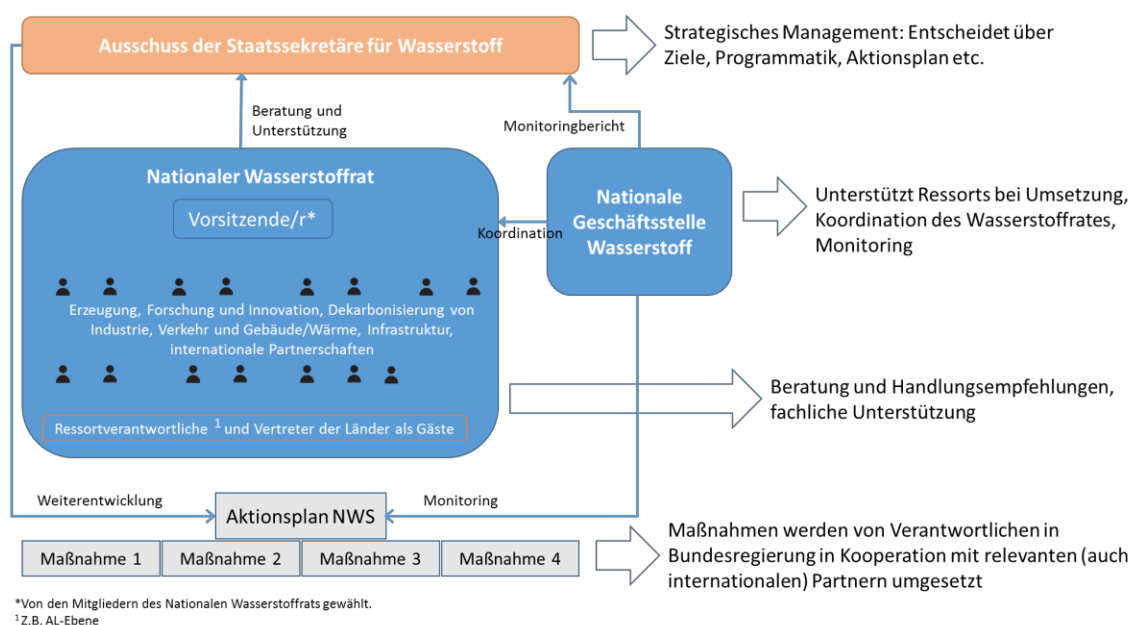 Ausschuss der Staatssekretäre für Wasserstoff
Strategisches Management: Entscheidet über
Ziele, Programmatik, Aktionsplan etc.
Beratung und
Unterstützung
Monitoringbericht
Nationaler Wasserstoffrat
Vorsitzende/r*
Koordination
Nationale
Geschäftsstelle
Wasserstoff
Unterstützt Ressorts bei Umsetzung,
Koordination des Wasserstoffrates,
Monitoring
Erzeugung, Forschung und Innovation, Dekarbonisierung von
Industrie, Verkehr und Gebäude/Wärme, Infrastruktur,
internationale Partnerschaften
Ressortverantwortliche ¹ und Vertreter der Länder als Gäste
Beratung und Handlungsempfehlungen,
fachliche Unterstützung
Weiterentwicklung
Aktionsplan NWS
Monitoring
Maßnahme 1
Maßnahme 2
Maßnahme 3
Maßnahme 4
Maßnahmen werden von Verantwortlichen in
Bundesregierung in Kooperation mit relevanten (auch
internationalen) Partnern umgesetzt
*Von den Mitgliedern des Nationalen Wasserstoffrats gewählt.
¹ Z.B. AL-Ebene